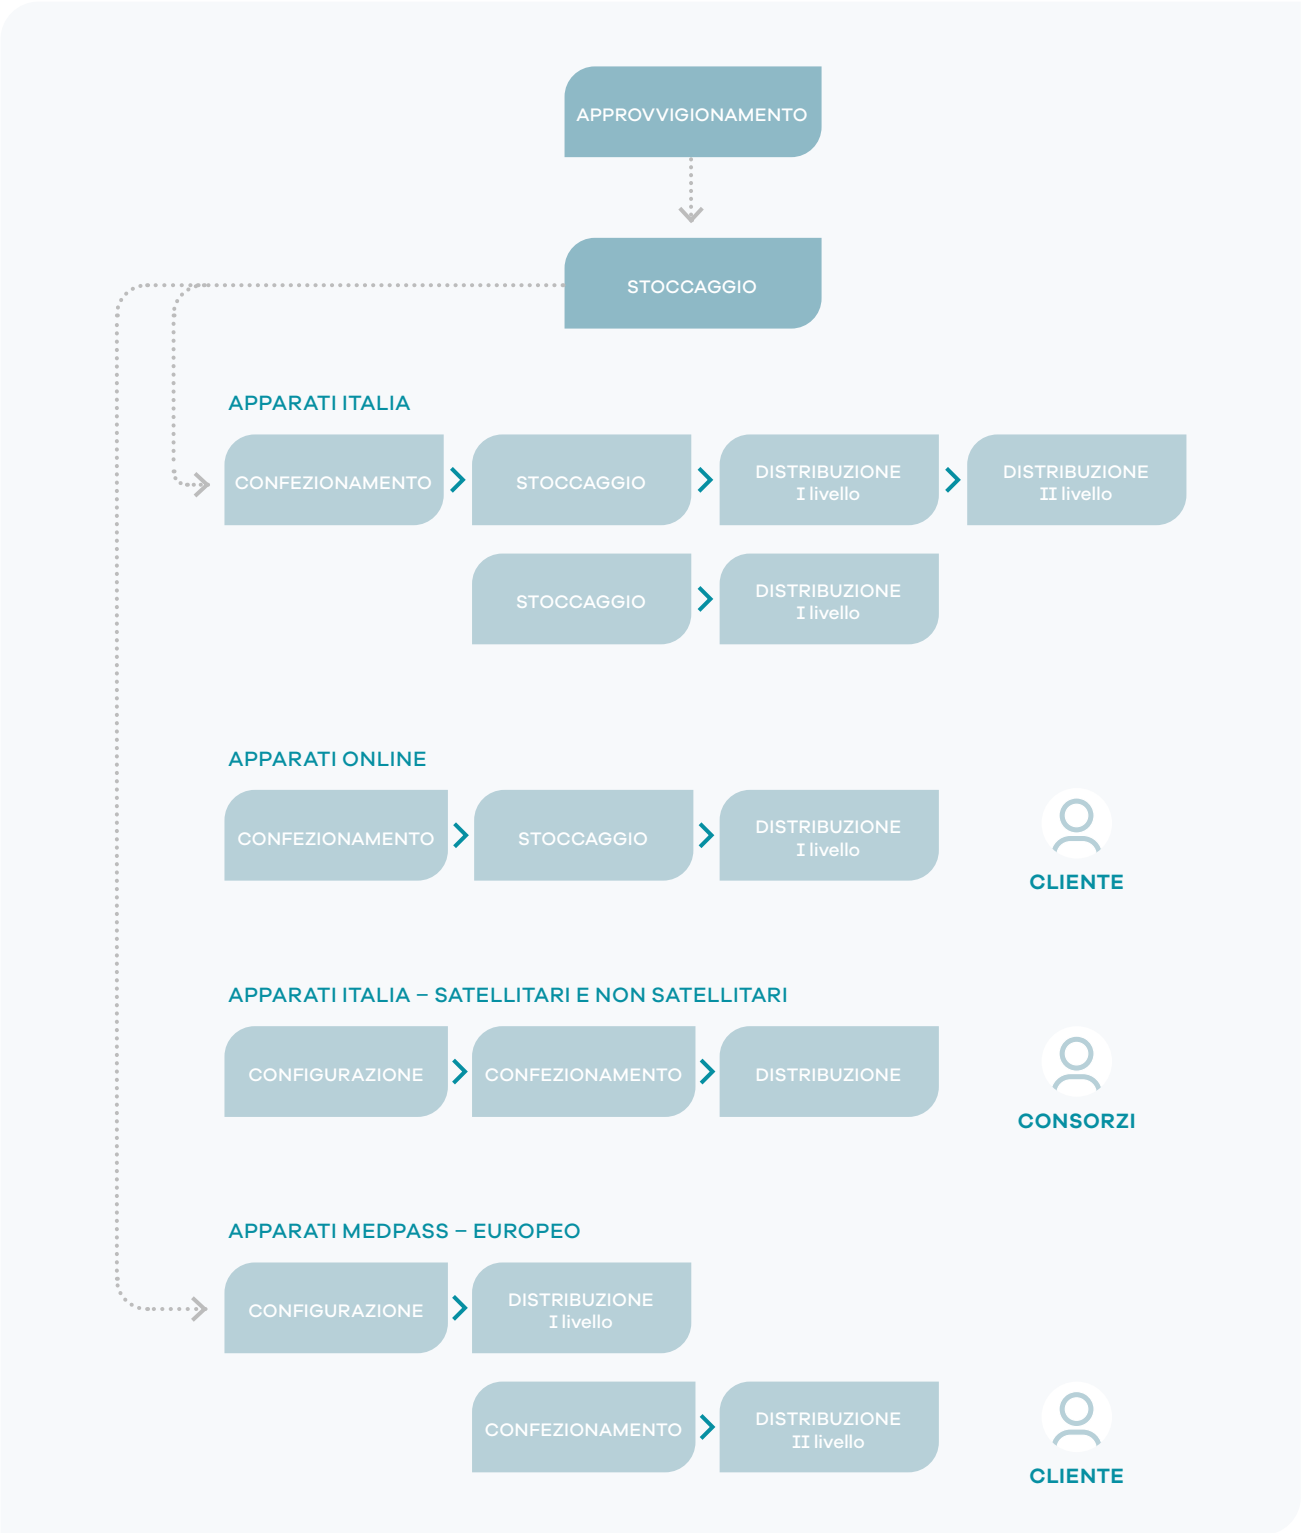 APPROVVIGIONAMENTO
STOCCAGGIO
APPARATI ITALIA
CONFEZIONAMENTO
STOCCAGGIO
DISTRIBUZIONE
I livello
DISTRIBUZIONE
II livello
STOCCAGGIO
DISTRIBUZIONE
I livello
APPARATI ONLINE
CONFEZIONAMENTO
STOCCAGGIO
DISTRIBUZIONE
I livello
CLIENTE
APPARATI ITALIA – SATELLITARI E NON SATELLITARI
CONFIGURAZIONE
CONFEZIONAMENTO
DISTRIBUZIONE
CONSORZI
APPARATI MEDPASS – EUROPEO
CONFIGURAZIONE
DISTRIBUZIONE
I livello
CONFEZIONAMENTO
DISTRIBUZIONE
II livello
CLIENTE